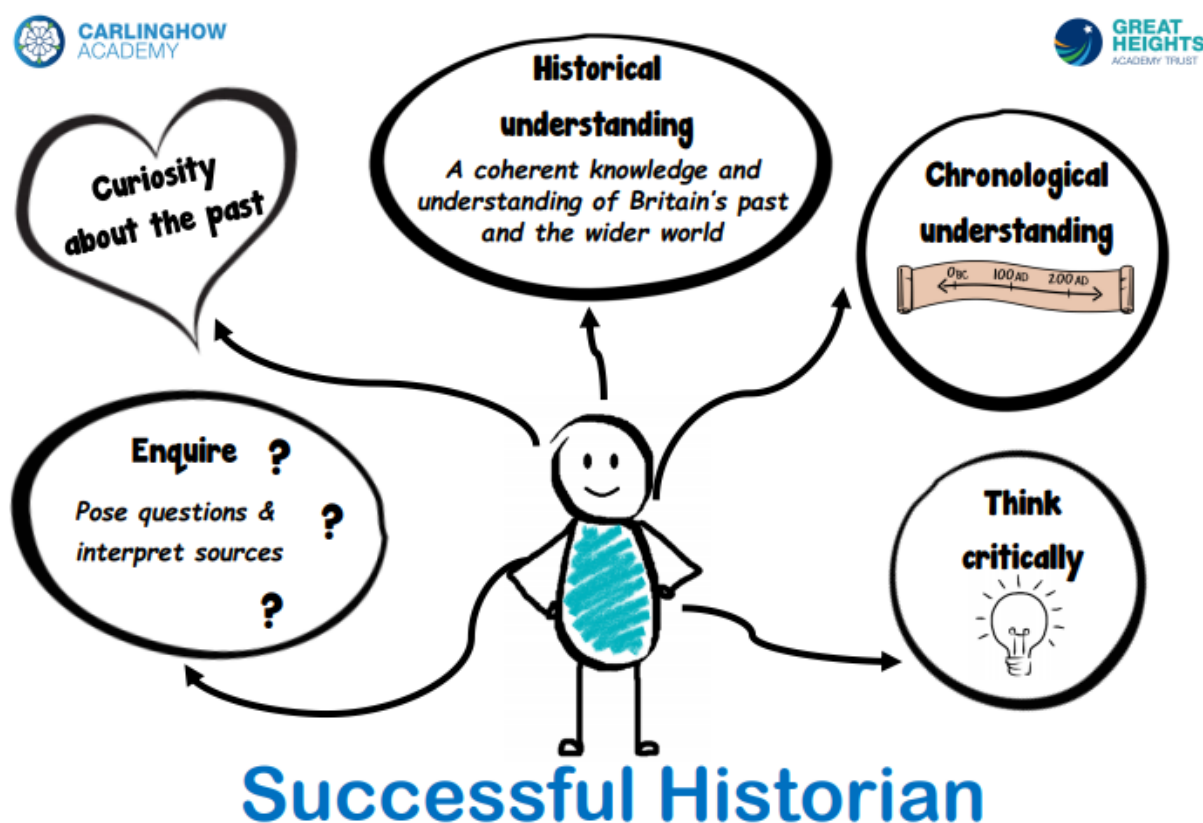 CARLINGHOW
ACADEMY
GREAT
HEIGHTS
ACADEMY TRUST
Curiosity
about the past
Historical
understanding
A coherent knowledge and
understanding of Britain's past
and the wider world
Chronological
understanding
0BC 100AD 200AD
Enquire ?
Pose questions &
?
interpret sources
?
Think
critically
Successful Historian